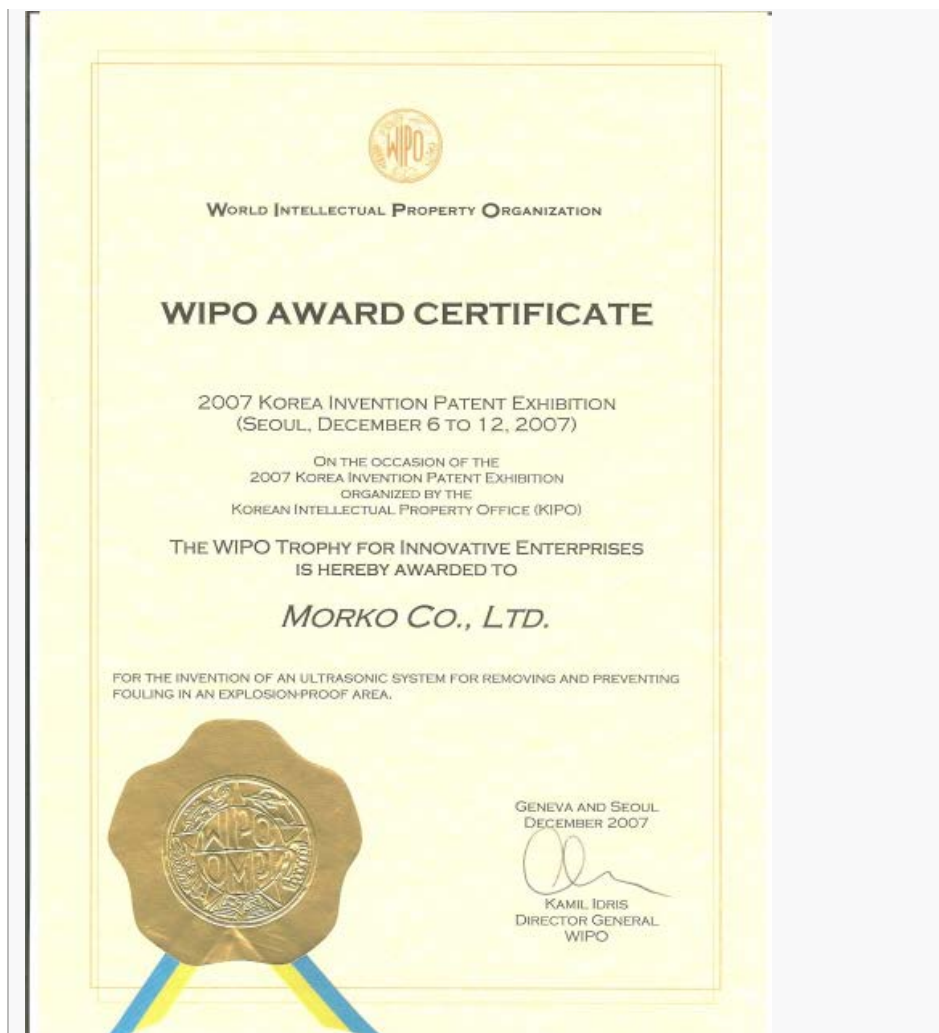 WIPO
WORLD INTELLECTUAL PROPERTY ORGANIZATION
WIPO AWARD CERTIFICATE
2007 KOREA INVENTION PATENT EXHIBITION
(SEOUL, DECEMBER 6 TO 12, 2007)
ON THE OCCASION OF THE
2007 KOREA INVENTION PATENT EXHIBITION
ORGANIZED BY THE
KOREAN INTELLECTUAL PROPERTY OFFICE (KIPO)
THE WIPO TROPHY FOR INNOVATIVE ENTERPRISES
IS HEREBY AWARDED TO
MORKO CO., LTD.
FOR THE INVENTION OF AN ULTRASONIC SYSTEM FOR REMOVING AND PREVENTING
FOULING IN AN EXPLOSION-PROOF AREA.
WIPO
OMPI
GENEVA AND SEOUL
DECEMBER 2007
KAMIL IDRIS
DIRECTOR GENERAL
WIPO